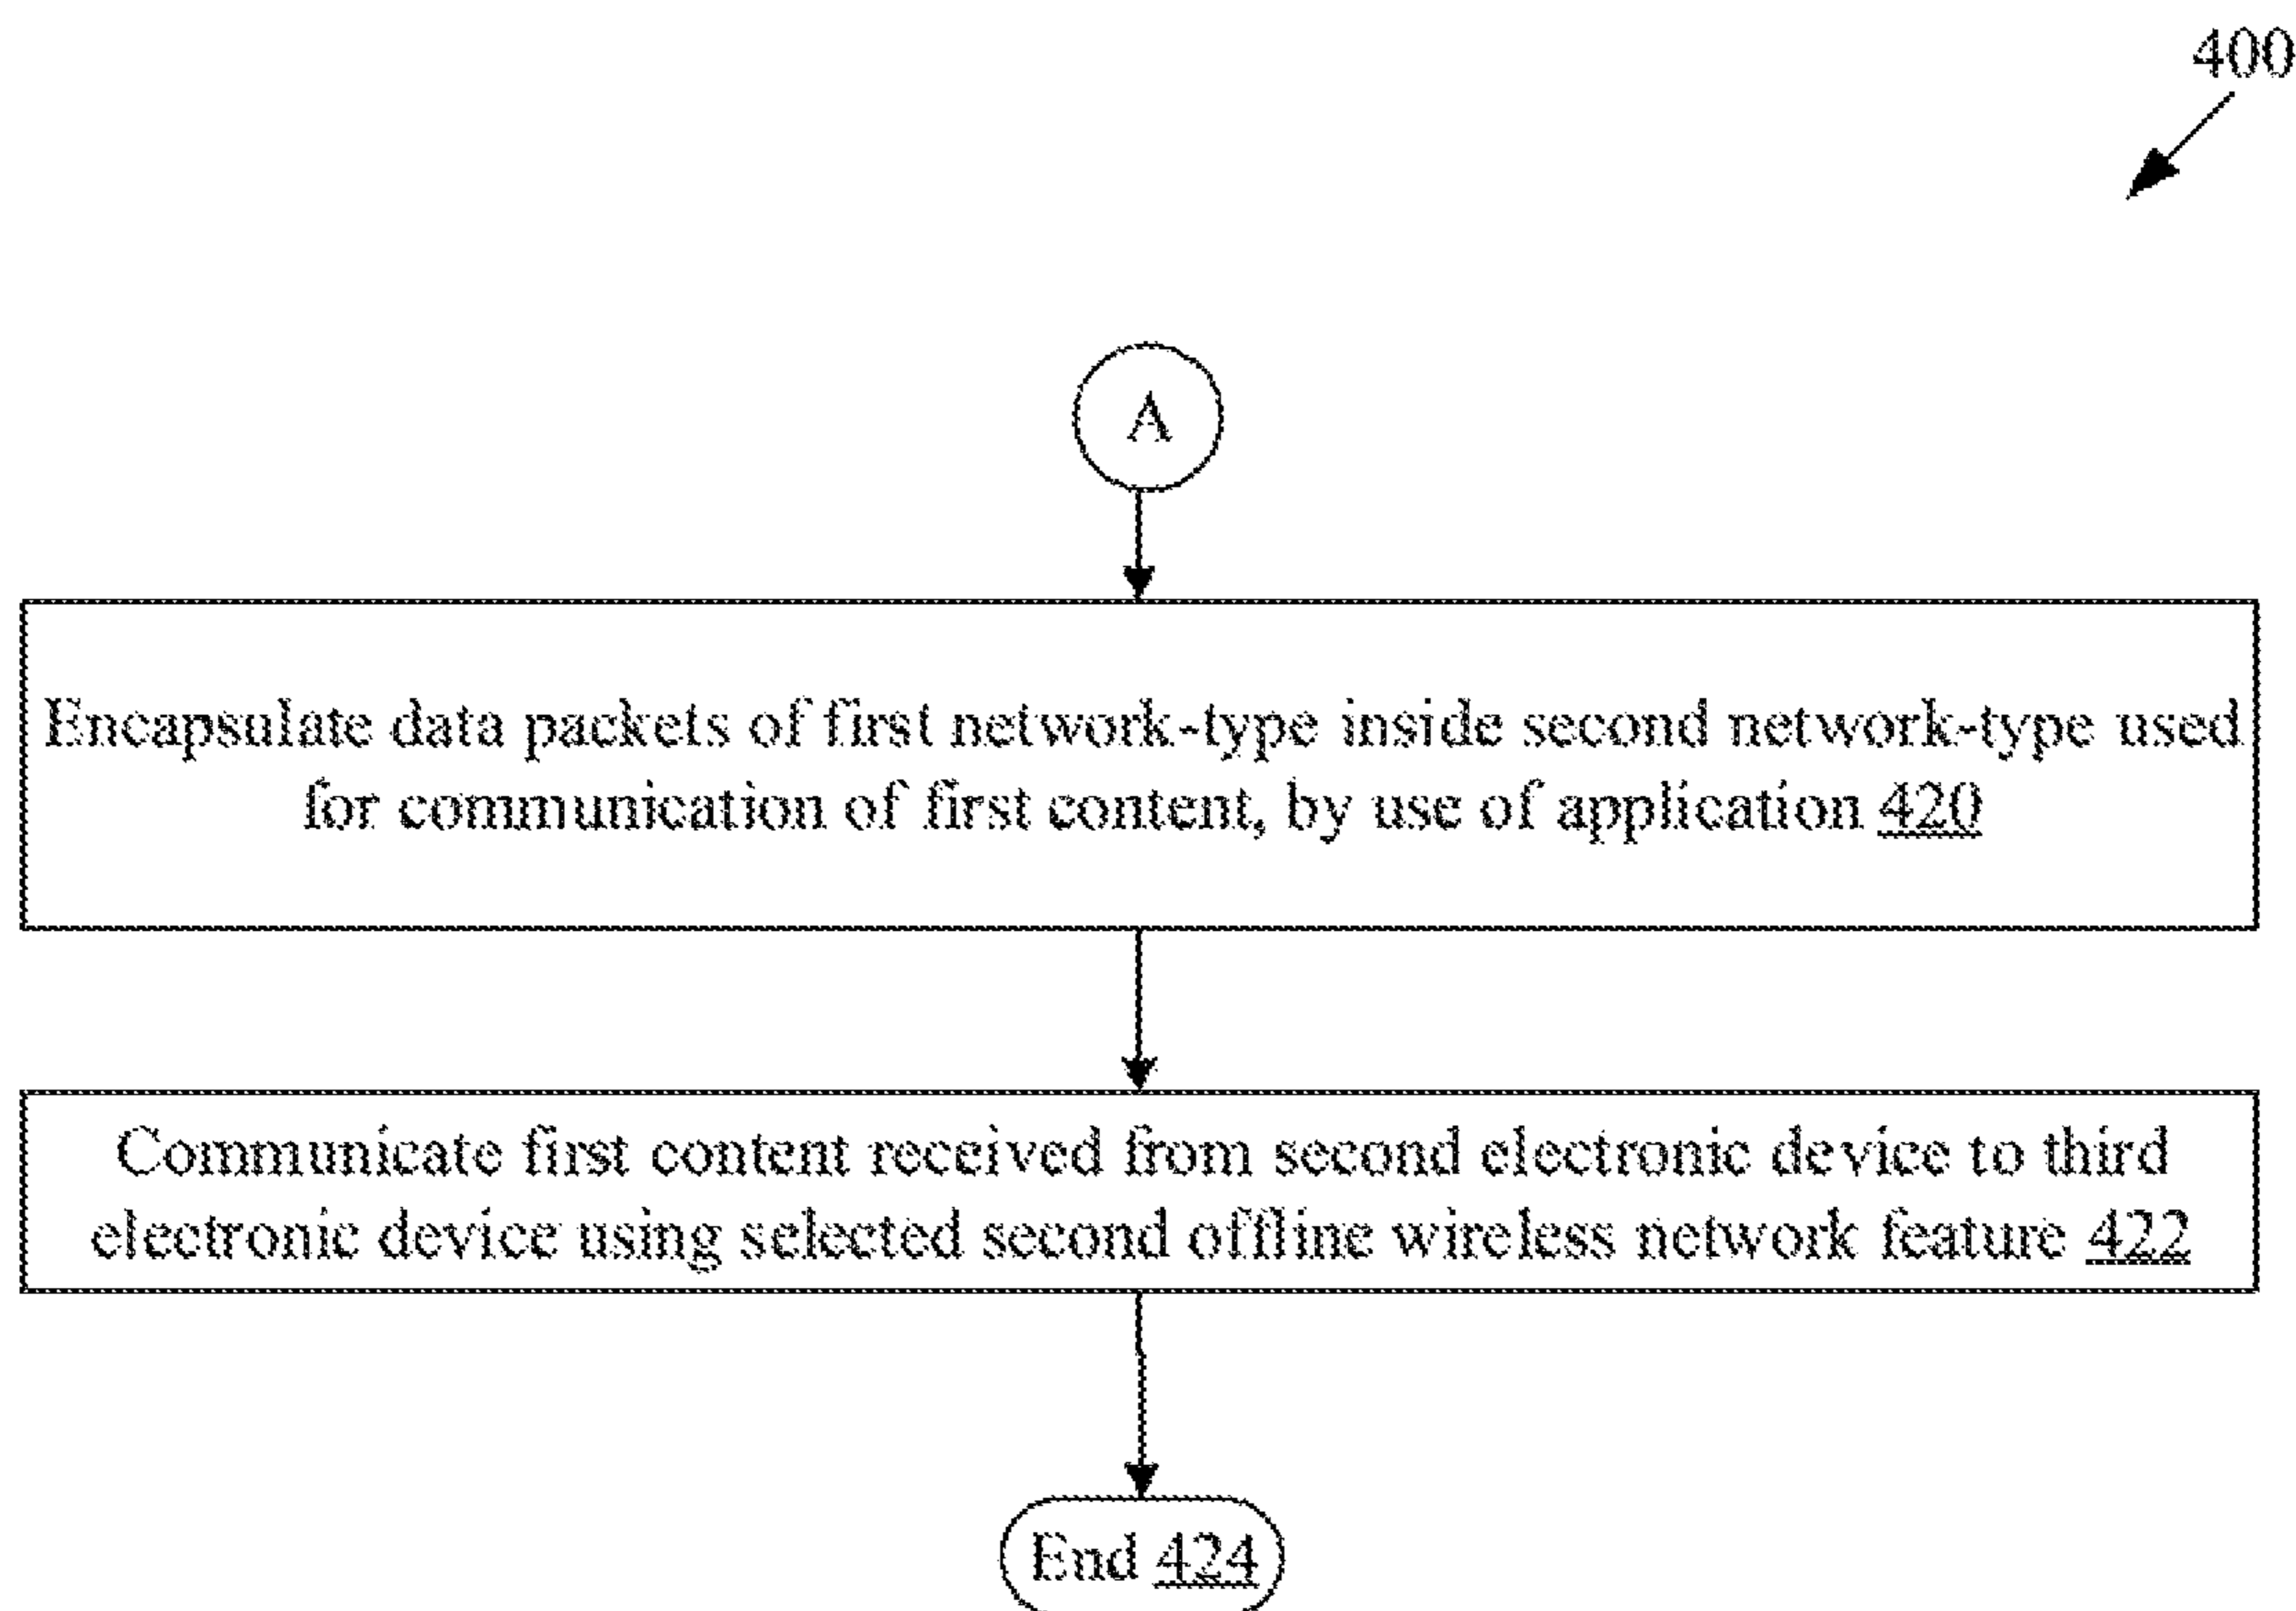 400
A
Encapsulate data packets of first network-type inside second network-type used
for communication of first content, by use of application 420
Communicate first content received from second electronic device to third
electronic device using selected second offline wireless network feature 422
End 424